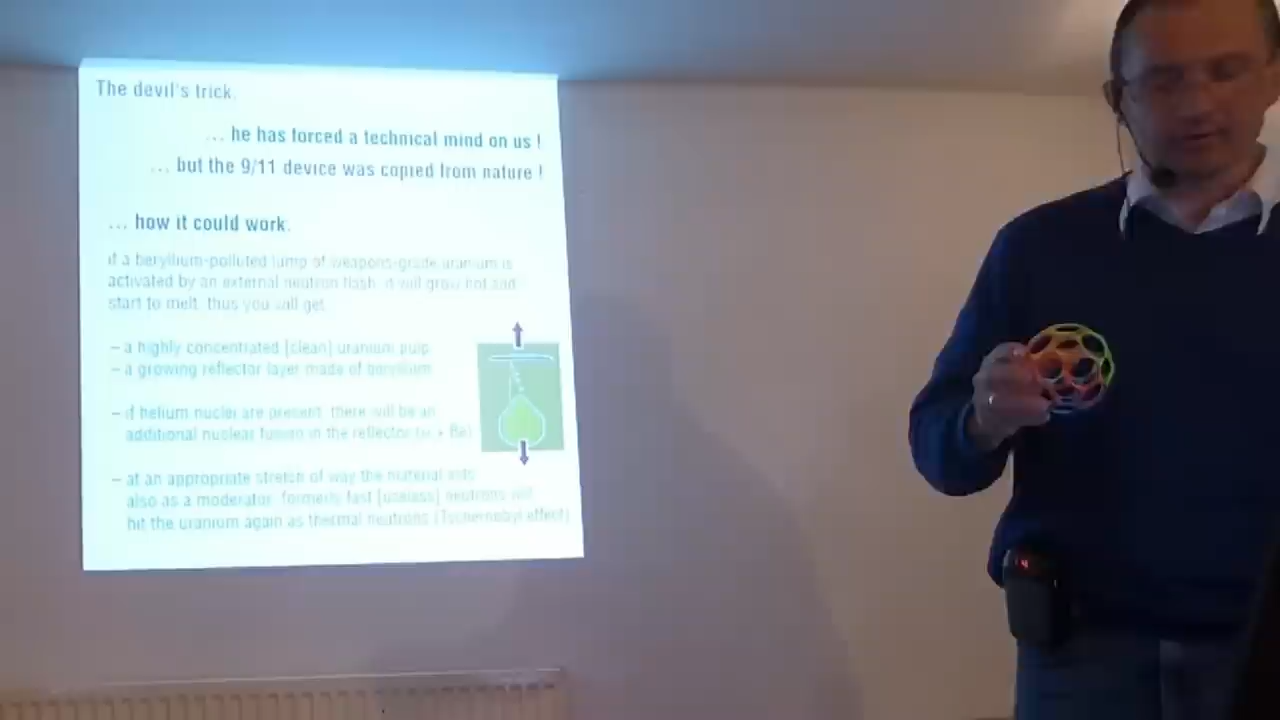 The devil's trick.
... he has forced a technical mind on us !
... but the 9/11 device was copied from nature !
... how it could work.
if a beryllium-polluted lump of weapons-grade uranium is
activated by an external neutron flash, it will grow hot and
start to melt, thus you will get
– a highly concentrated [clean] uranium pulp
– a growing reflector layer made of beryllium
– if helium nuclei are present, there will be an
additional nuclear fusion in the reflector (α + Be)
– at an appropriate stretch of way the material acts
also as a moderator, formerly fast [useless] neutrons will
hit the uranium again as thermal neutrons (Tschernobyl effect)